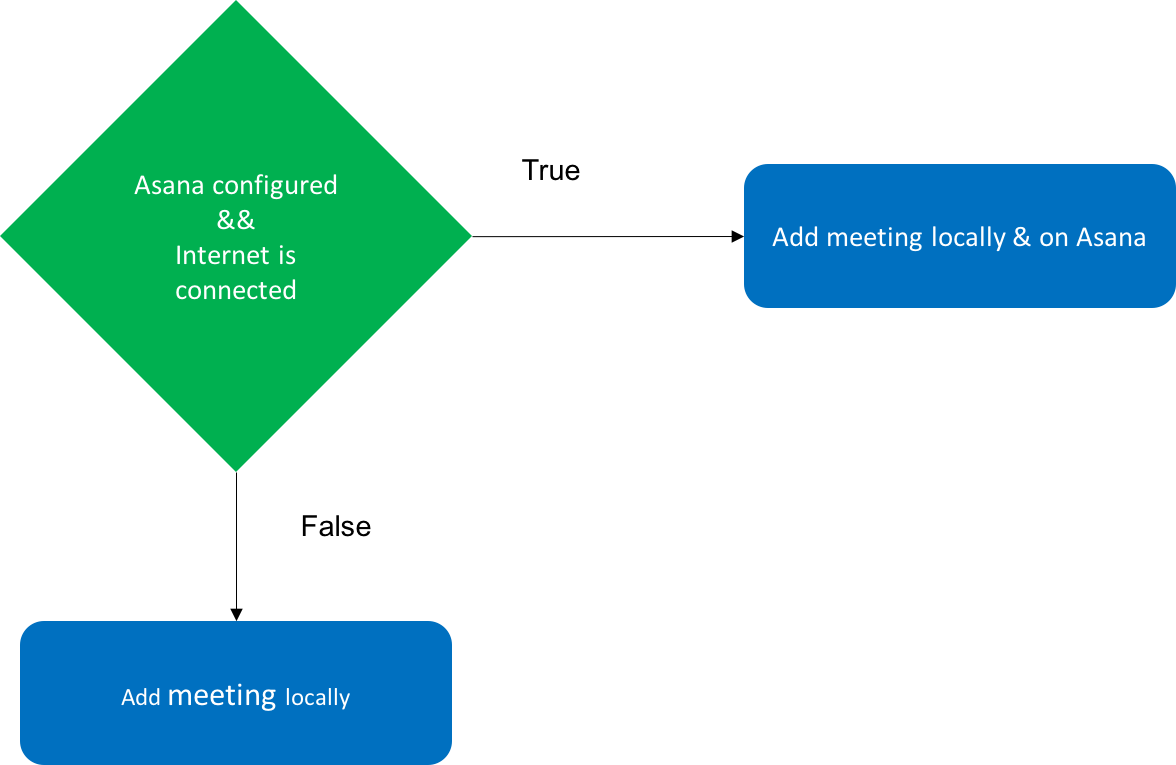 Asana configured
&&
Internet is
connected
True
Add meeting locally & on Asana
False
Add meeting locally